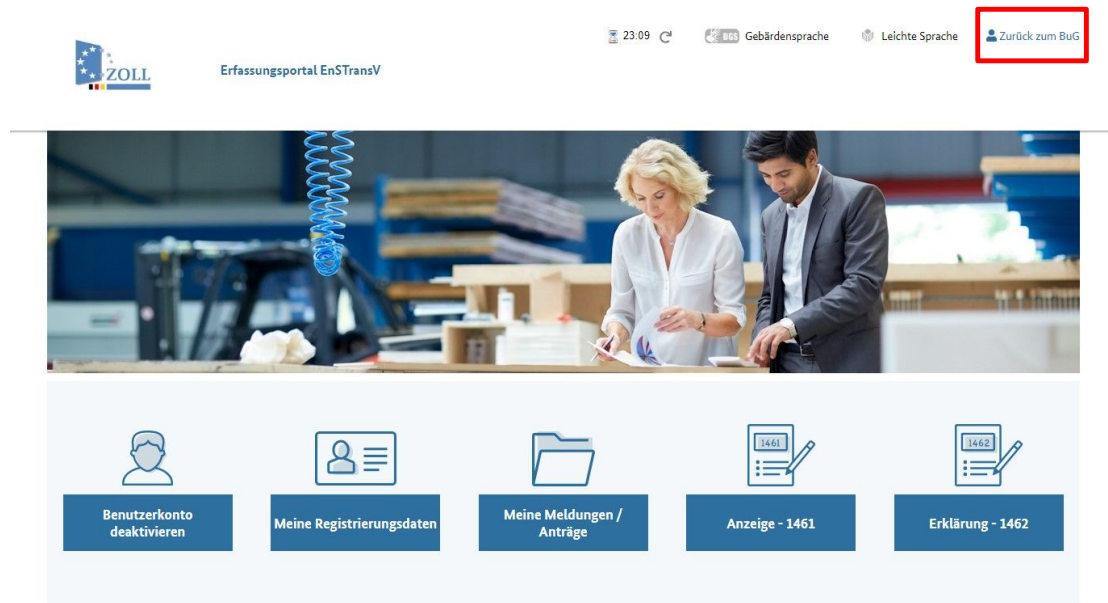 23:09
DGS Gebärdensprache
Leichte Sprache
Zurück zum BuG
ZOLL
Erfassungsportal EnSTransV
1461
1462
Benutzerkonto
deaktivieren
Meine Registrierungsdaten
Meine Meldungen /
Anträge
Anzeige - 1461
Erklärung - 1462